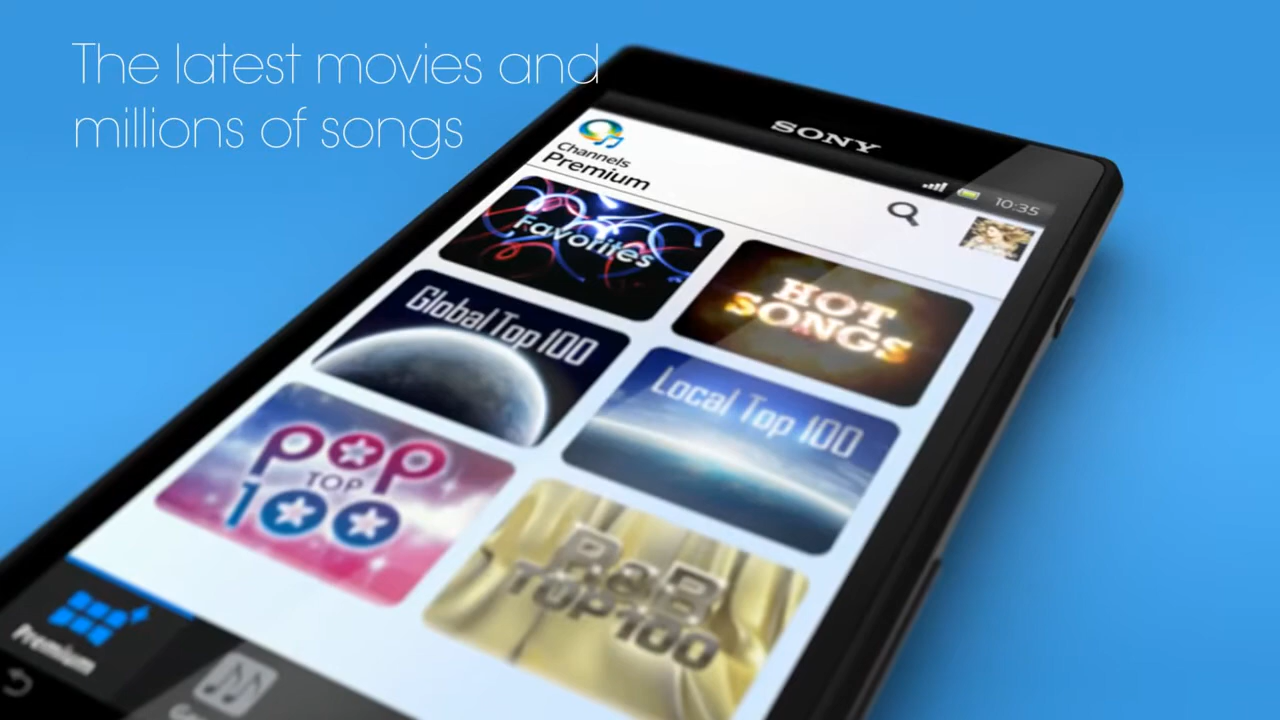 The latest movies and
millions of songs
SONY
10:35
Channels
Premium
Favorites
HOT
SONGS
Global Top 100
Local Top 100
POP
TOP
100
R&B
TOP 100
Premium